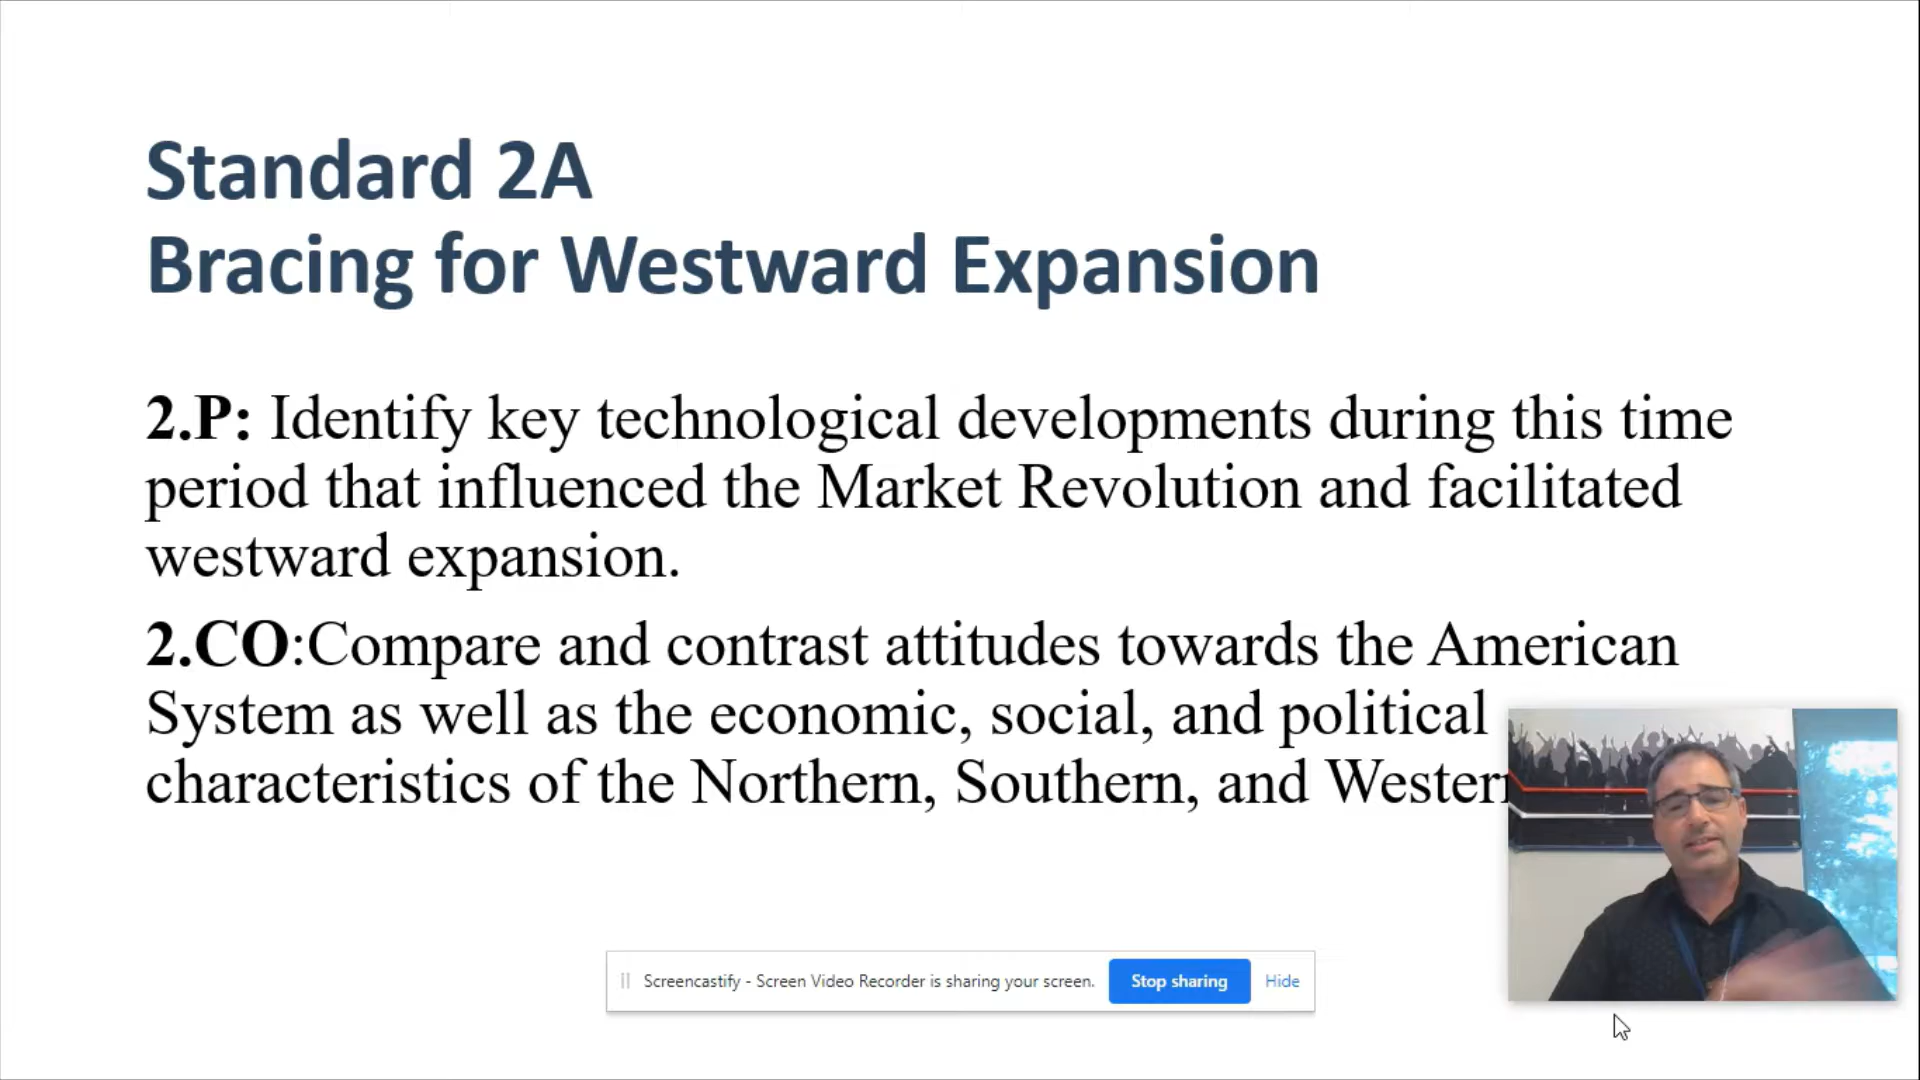 Standard 2A
Bracing for Westward Expansion
2.P: Identify key technological developments during this time
period that influenced the Market Revolution and facilitated
westward expansion.
2.CO:Compare and contrast attitudes towards the American
System as well as the economic, social, and political
characteristics of the Northern, Southern, and Western
Screencastify - Screen Video Recorder is sharing your screen.
Stop sharing
Hide